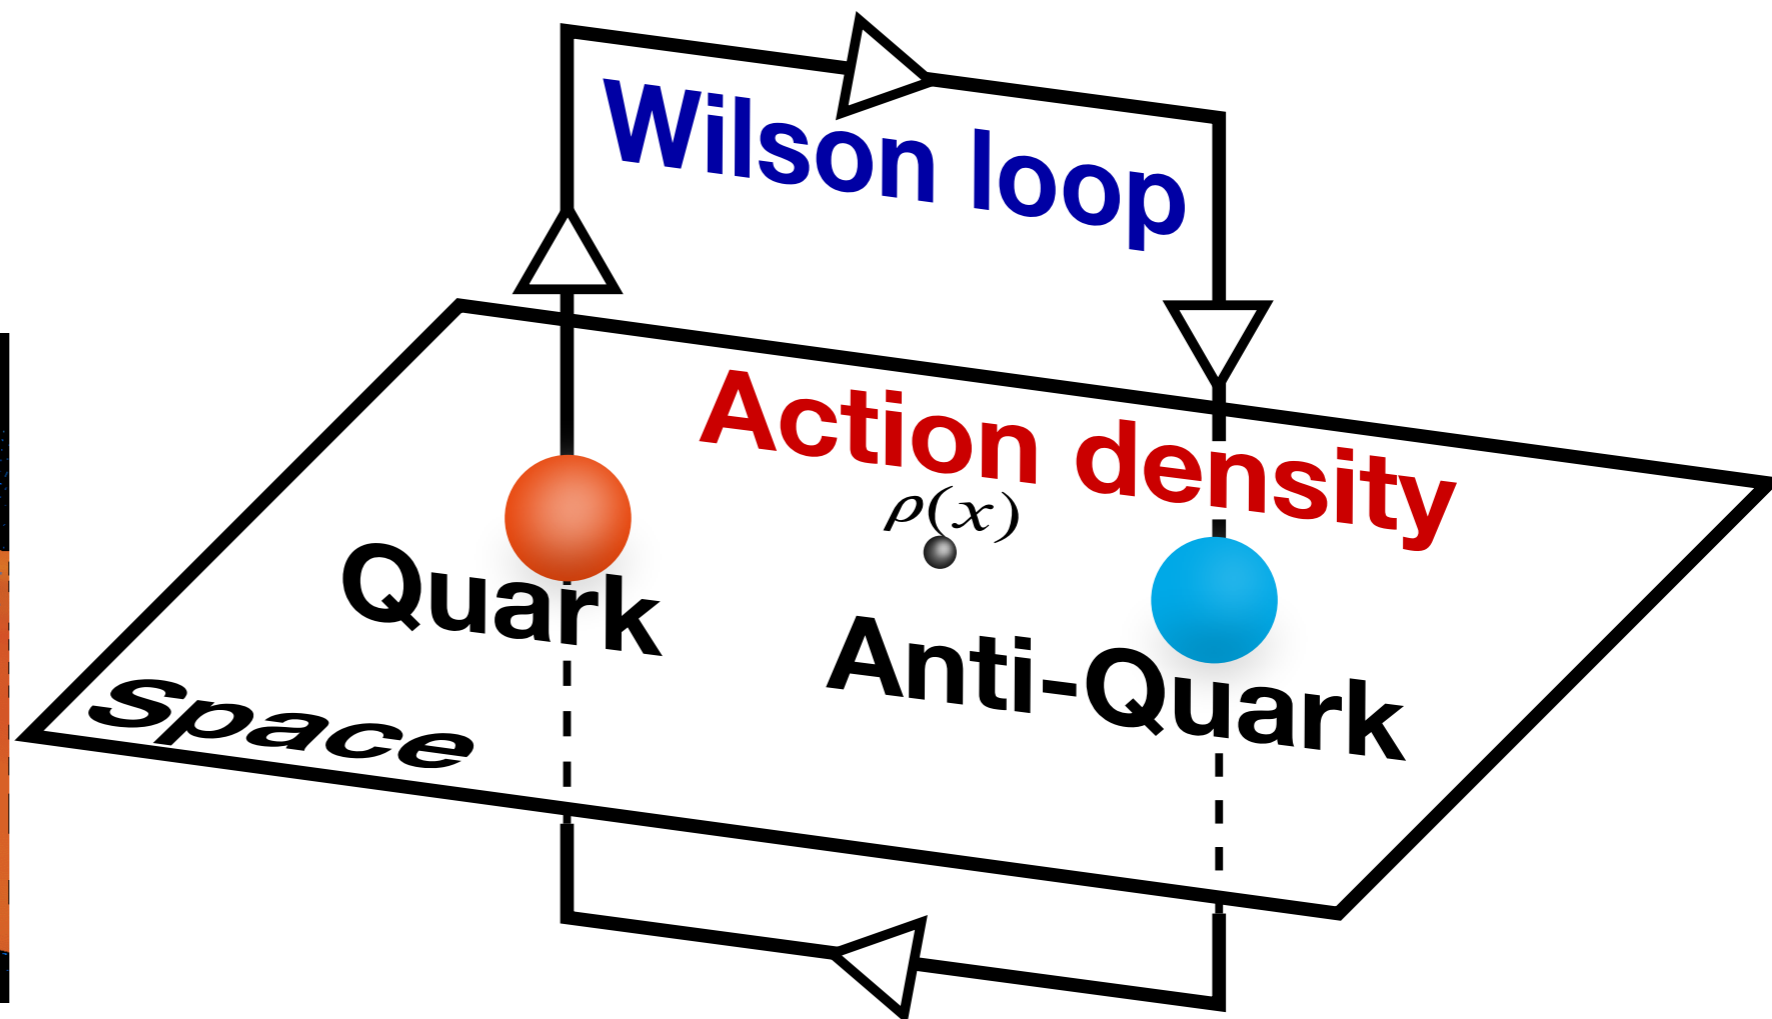 Wilson loop
Action density
ρ(x)
Quark
Anti-Quark
Space